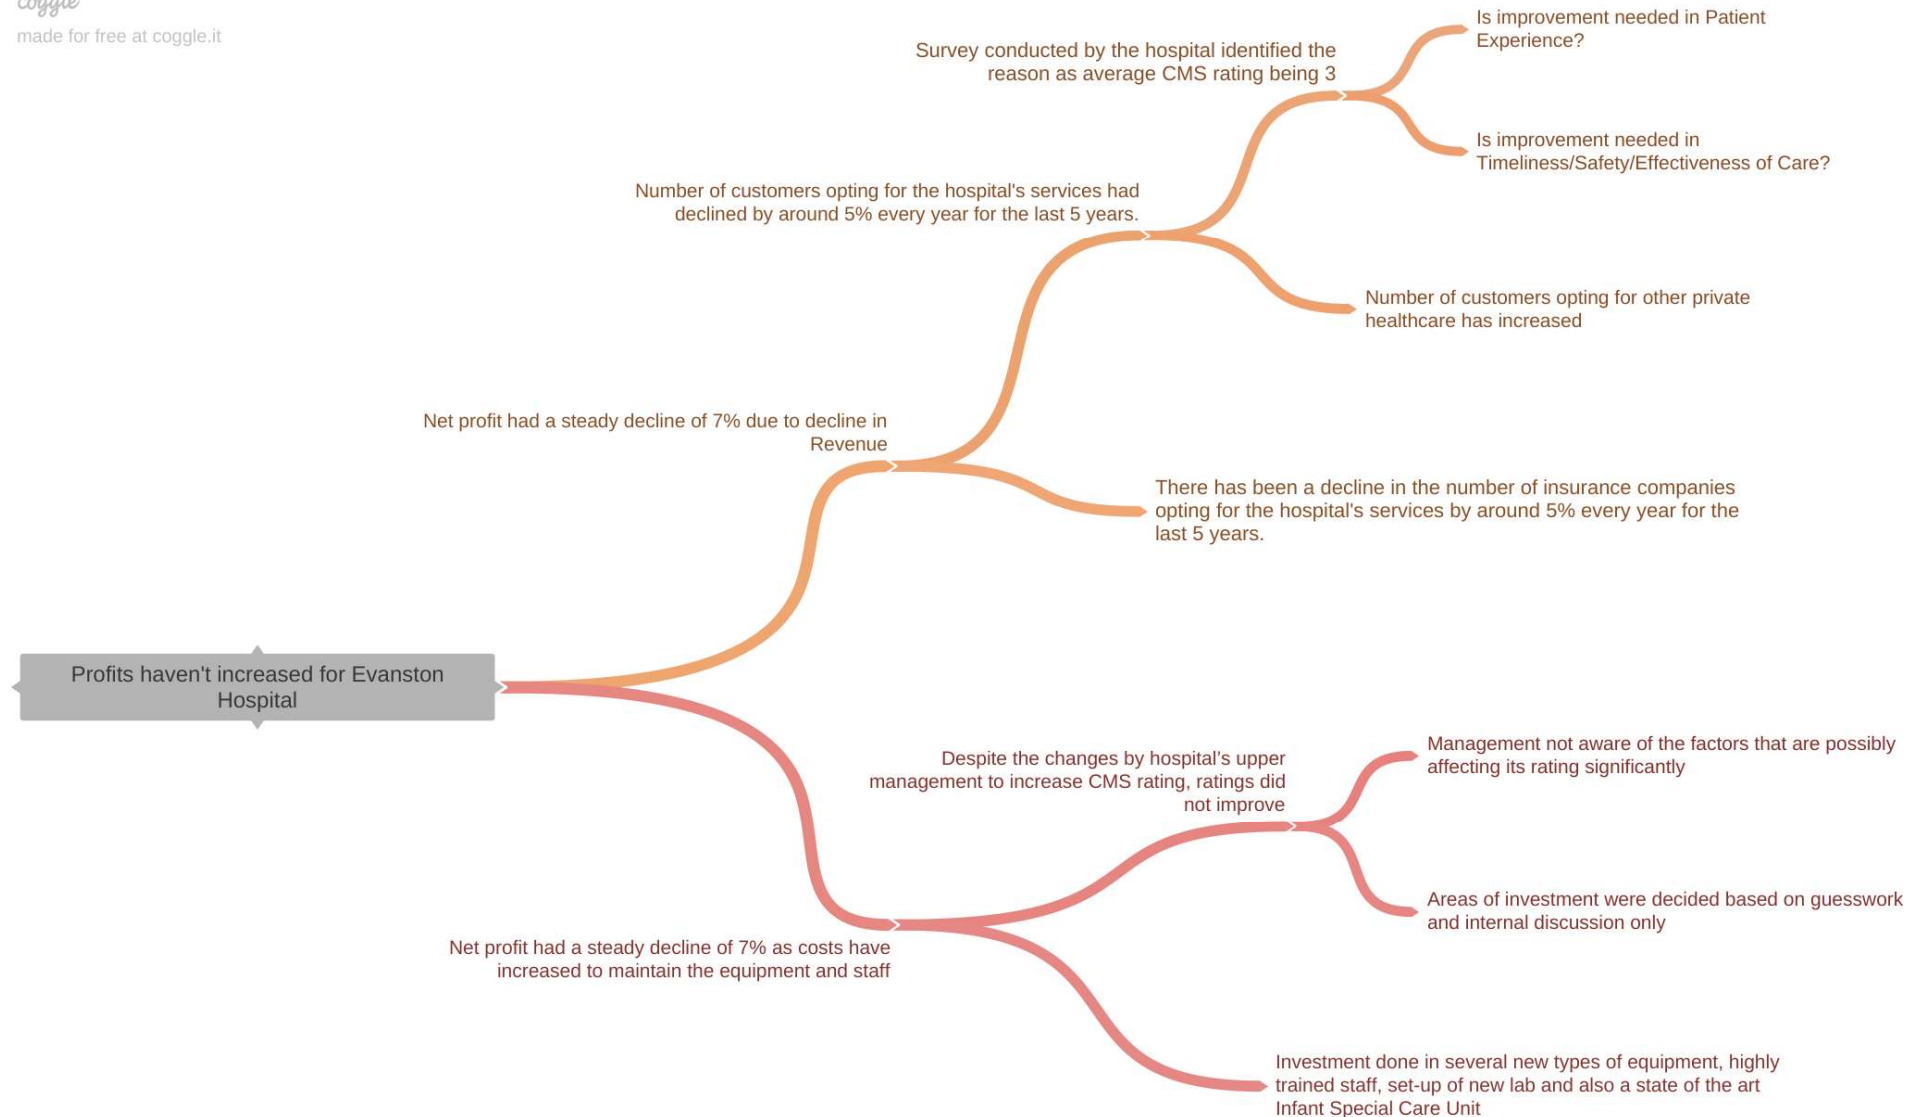 coggle
made for free at coggle.it
Is improvement needed in Patient
Experience?
Survey conducted by the hospital identified the
reason as average CMS rating being 3
Is improvement needed in
Timeliness/Safety/Effectiveness of Care?
Number of customers opting for the hospital's services had
declined by around 5% every year for the last 5 years.
Number of customers opting for other private
healthcare has increased
Net profit had a steady decline of 7% due to decline in
Revenue
There has been a decline in the number of insurance companies
opting for the hospital's services by around 5% every year for the
last 5 years.
Profits haven't increased for Evanston
Hospital
Despite the changes by hospital’s upper
management to increase CMS rating, ratings did
not improve
Management not aware of the factors that are possibly
affecting its rating significantly
Areas of investment were decided based on guesswork
and internal discussion only
Net profit had a steady decline of 7% as costs have
increased to maintain the equipment and staff
Investment done in several new types of equipment, highly
trained staff, set-up of new lab and also a state of the art
Infant Special Care Unit